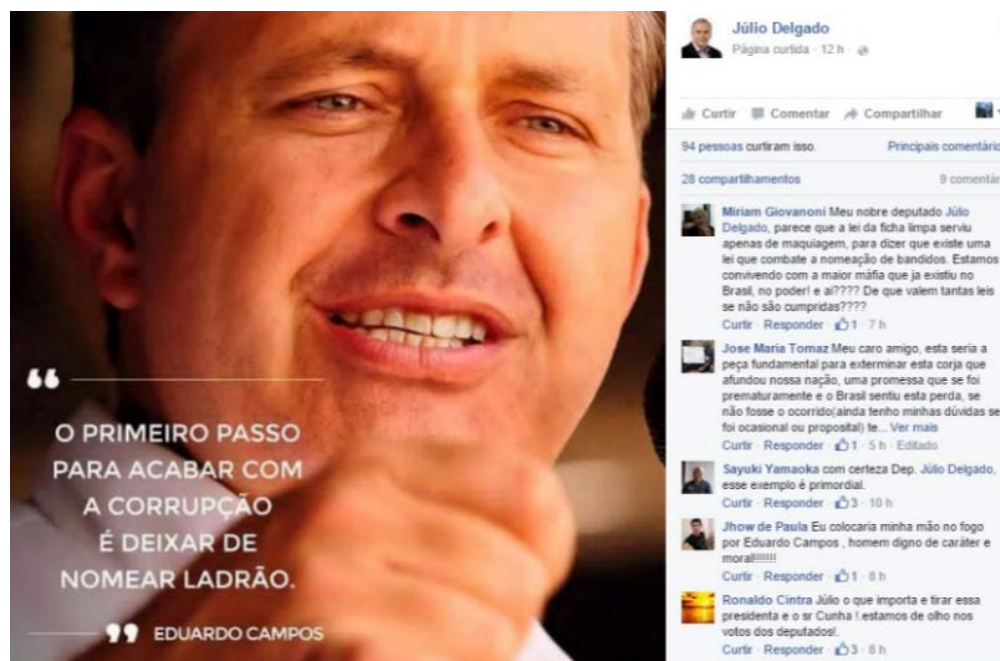 “
O PRIMEIRO PASSO
PARA ACABAR COM
A CORRUPÇÃO
É DEIXAR DE
NOMEAR LADRÃO.
” EDUARDO CAMPOS
Júlio Delgado
Página curtida · 12 h ·
Curtir Comentar Compartilhar
94 pessoas curtiram isso. Principais comentário
28 compartilhamentos 9 comentár
Miriam Giovanoni Meu nobre deputado Júlio
Delgado, parece que a lei da ficha limpa serviu
apenas de maquiagem, para dizer que existe uma
lei que combate a nomeação de bandidos. Estamos
convivendo com a maior máfia que ja existiu no
Brasil, no poder! e aí???? De que valem tantas leis
se não são cumpridas????
Curtir · Responder · 1 · 7 h
Jose Maria Tomaz Meu caro amigo, esta seria a
peça fundamental para exterminar esta corja que
afundou nossa nação, uma promessa que se foi
prematuramente e o Brasil sentiu esta perda, se
não fosse o ocorrido(ainda tenho minhas dúvidas se
foi ocasional ou proposital) te... Ver mais
Curtir · Responder · 1 · 5 h · Editado
Sayuki Yamaoka com certeza Dep. Júlio Delgado,
esse exemplo é primordial.
Curtir · Responder · 3 · 10 h
Jhow de Paula Eu colocaria minha mão no fogo
por Eduardo Campos , homem digno de caráter e
moral!!!!!!!
Curtir · Responder · 1 · 8 h
Ronaldo Cintra Júlio o que importa e tirar essa
presidenta e o sr Cunha !.estamos de olho nos
votos dos deputados!.
Curtir · Responder · 3 · 8 h